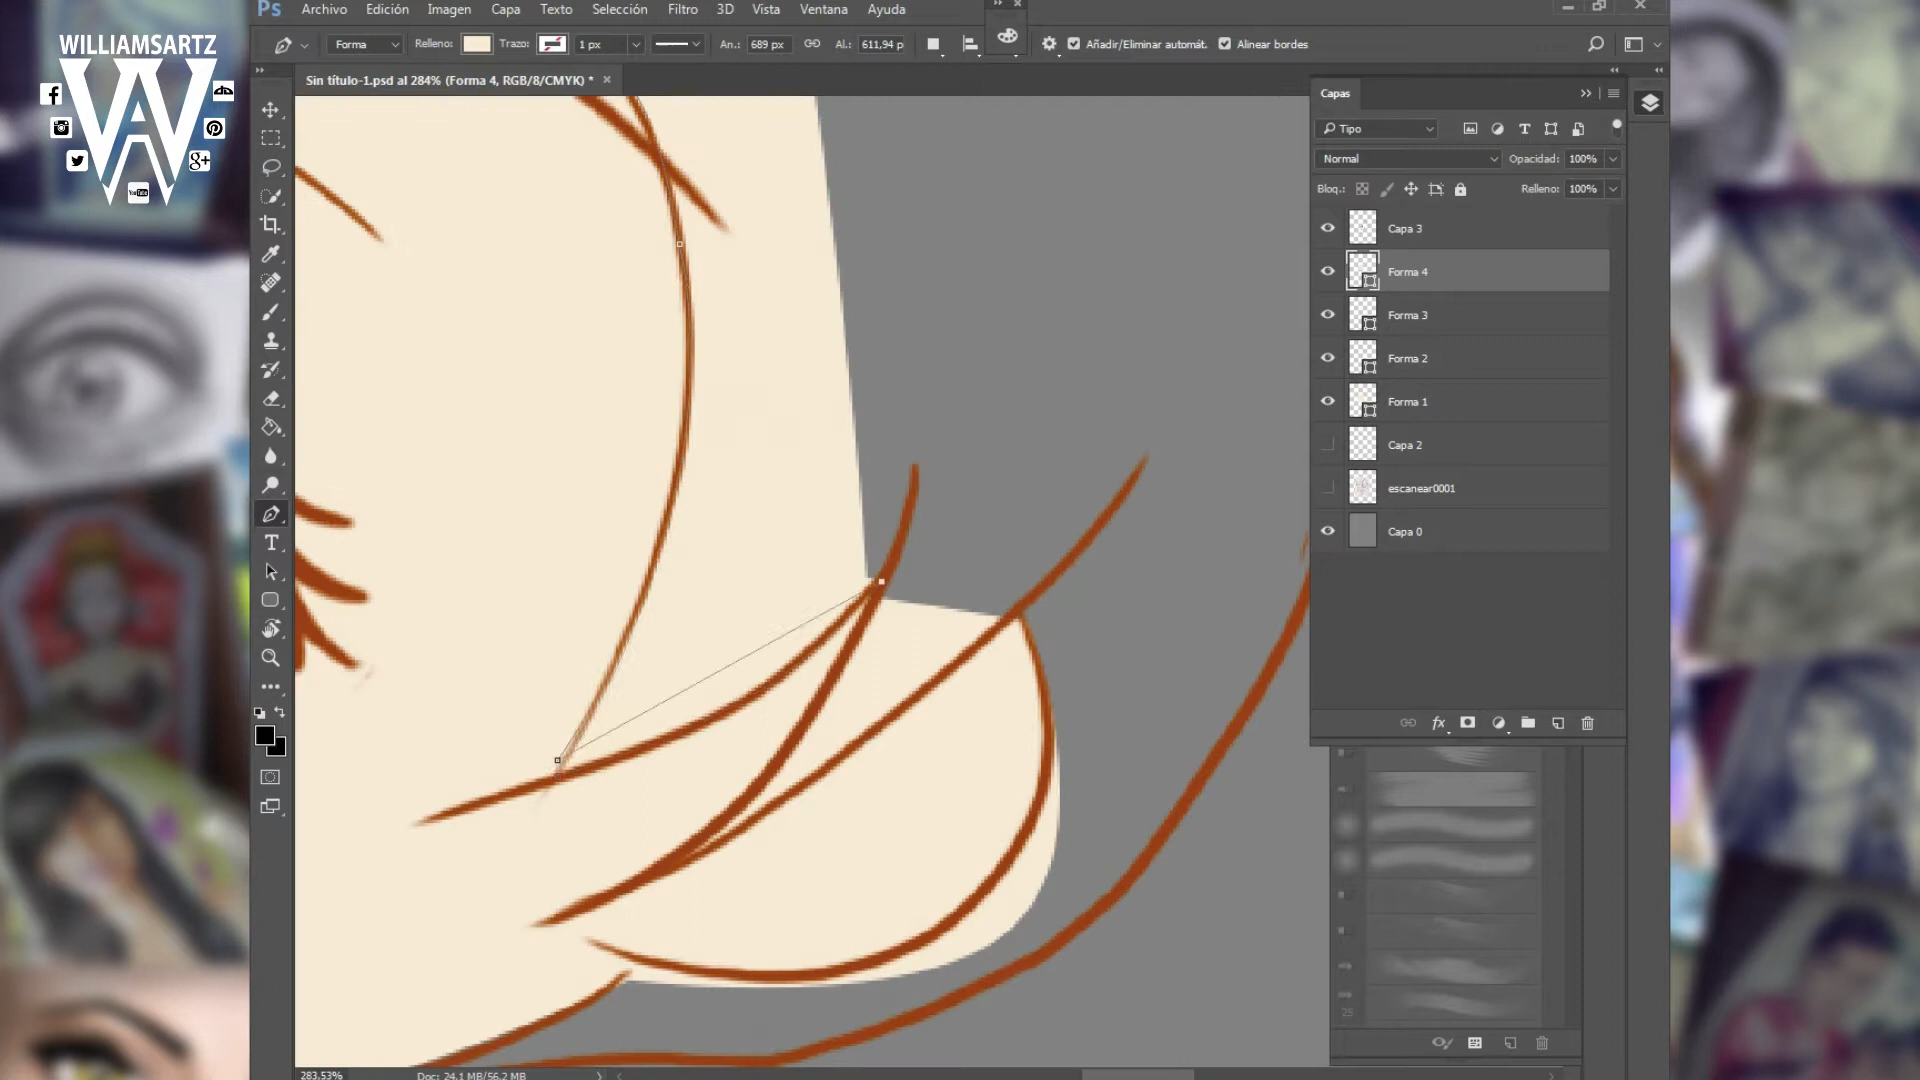 WILLIAMSARTZ
Ps Archivo Edición Imagen Capa Texto Selección Filtro 3D Vista Ventana Ayuda
Forma Relleno: Trazo: 1 px An.: 689 px Al.: 611,94 p Añadir/Eliminar automát. Alinear bordes
Sin título-1.psd al 284% (Forma 4, RGB/8/CMYK) *
Capas
Tipo
Normal Opacidad: 100%
Bloq.: Relleno: 100%
Capa 3
Forma 4
Forma 3
Forma 2
Forma 1
Capa 2
escanear0001
Capa 0
fx
25
283,53% Doc: 24,1 MB/56,2 MB